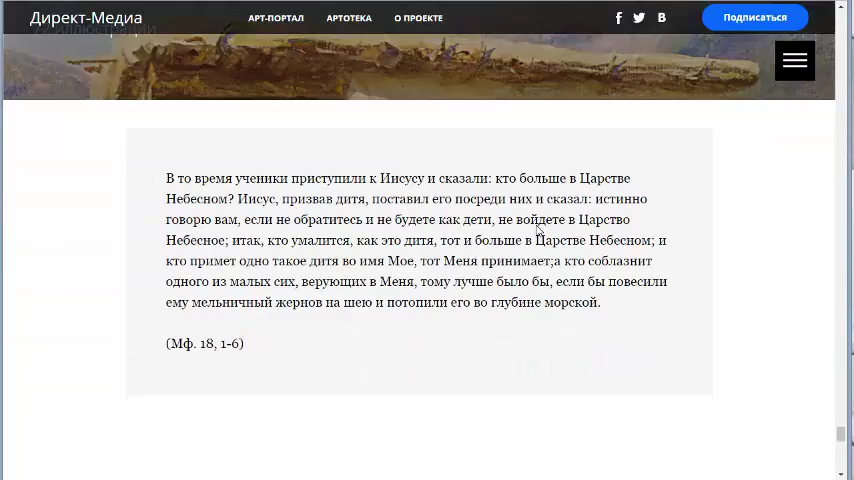 Директ-Медиа
АРТ-ПОРТАЛ АРТОТЕКА О ПРОЕКТЕ
Подписаться
72 иллюстрации
В то время ученики приступили к Иисусу и сказали: кто больше в Царстве
Небесном? Иисус, призвав дитя, поставил его посреди них и сказал: истинно
говорю вам, если не обратитесь и не будете как дети, не войдете в Царство
Небесное; итак, кто умалится, как это дитя, тот и больше в Царстве Небесном; и
кто примет одно такое дитя во имя Мое, тот Меня принимает;а кто соблазнит
одного из малых сих, верующих в Меня, тому лучше было бы, если бы повесили
ему мельничный жернов на шею и потопили его во глубине морской.
(Мф. 18, 1-6)